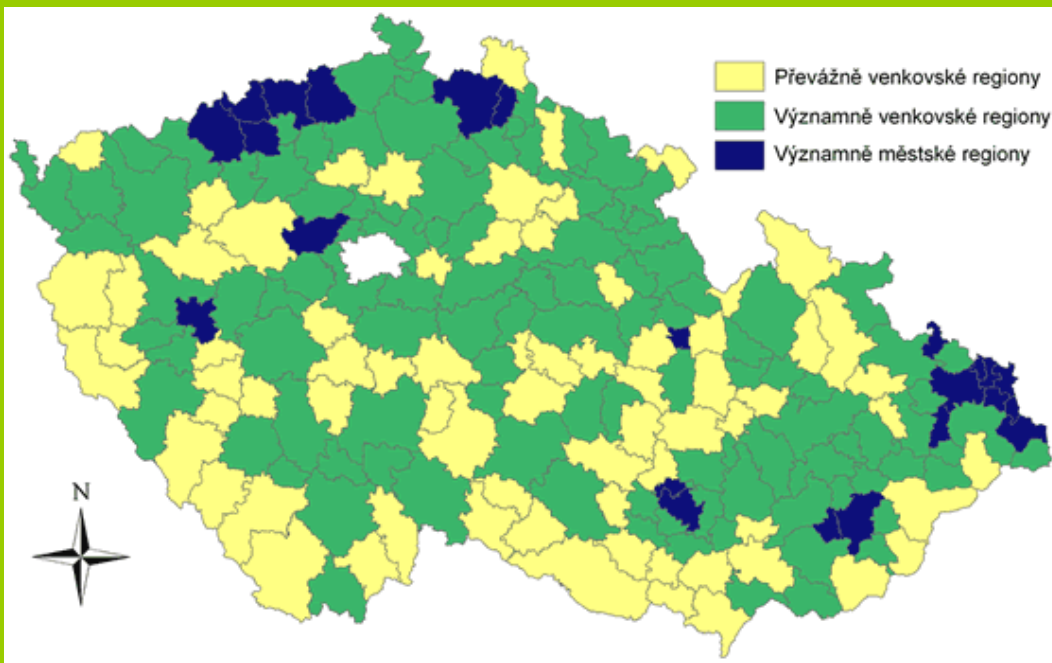 Převážně venkovské regiony
Významně venkovské regiony
Významně městské regiony
N